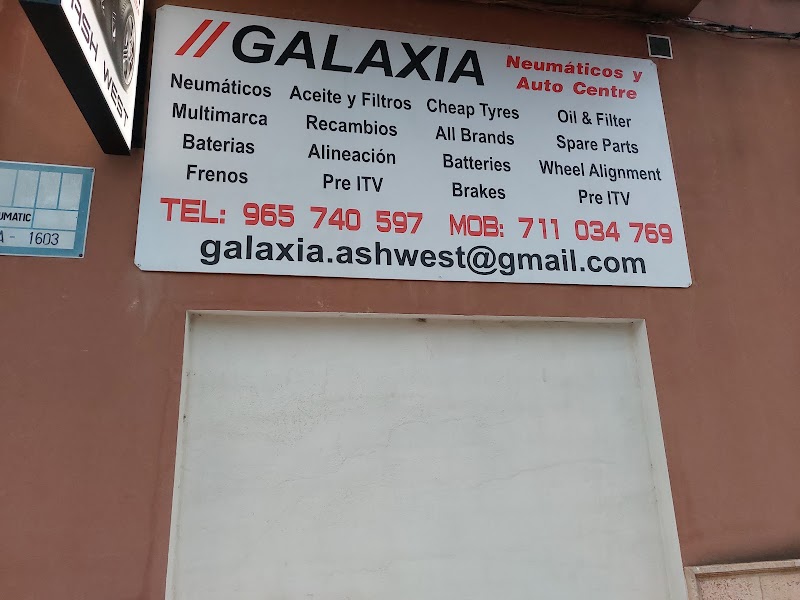 ASH WEST
//GALAXIA
Neumáticos y
Auto Centre
Neumáticos
Multimarca
Baterias
Frenos
Aceite y Filtros
Recambios
Alineación
Pre ITV
Cheap Tyres
All Brands
Batteries
Brakes
Oil & Filter
Spare Parts
Wheel Alignment
Pre ITV
TEL: 965 740 597 MOB: 711 034 769
galaxia.ashwest@gmail.com
UMATIC
A - 1603